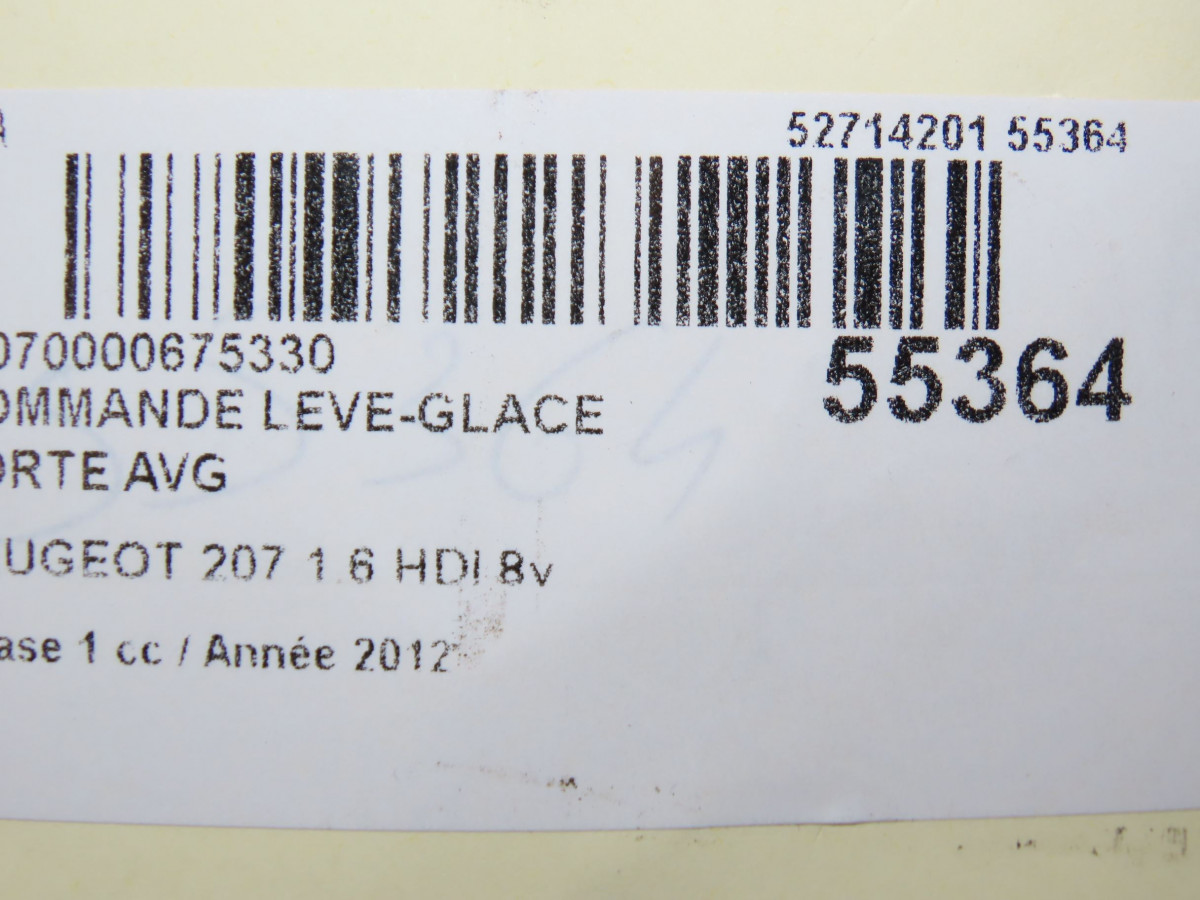 52714201 55364
070000675330
55364
OMMANDE LEVE-GLACE
ORTE AVG
UGEOT 207 1.6 HDI 8v
ase 1 cc / Année 2012